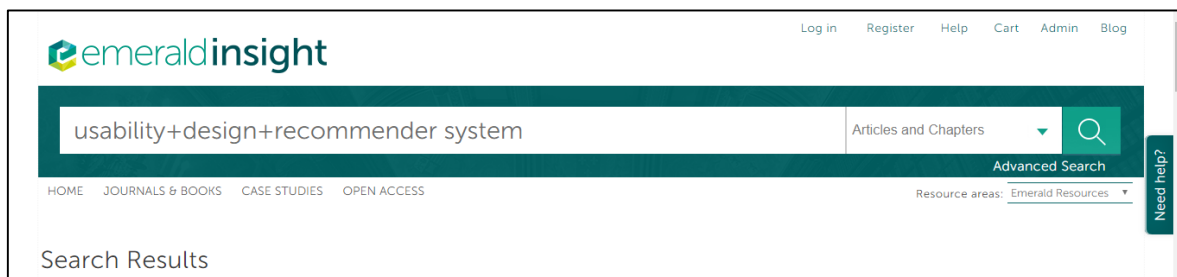 Log in Register Help Cart Admin Blog
emeraldinsight
usability+design+recommender system
Articles and Chapters
Advanced Search
HOME JOURNALS & BOOKS CASE STUDIES OPEN ACCESS
Resource areas: Emerald Resources
Need help?
Search Results